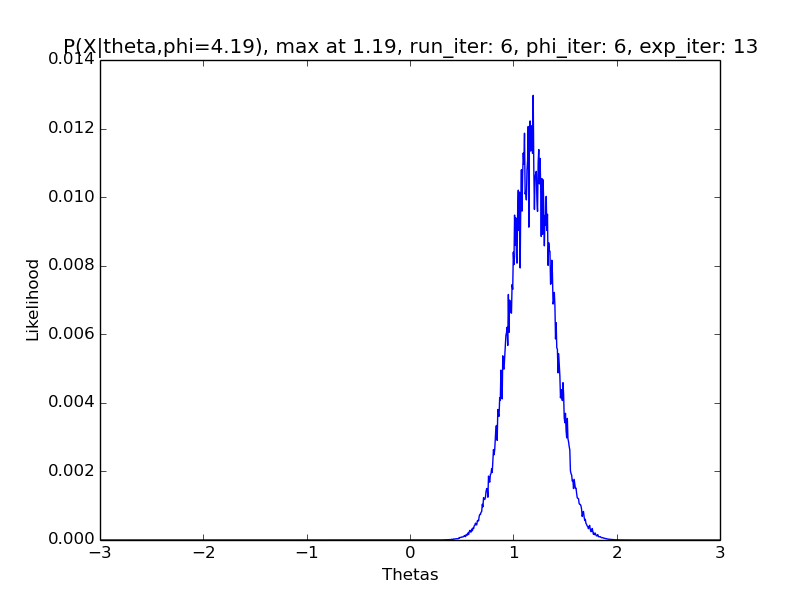 P(X|theta,phi=4.19), max at 1.19, run_iter: 6, phi_iter: 6, exp_iter: 13
0.014
0.012
0.010
0.008
0.006
0.004
0.002
0.000
Likelihood
−3 −2 −1 0 1 2 3
Thetas